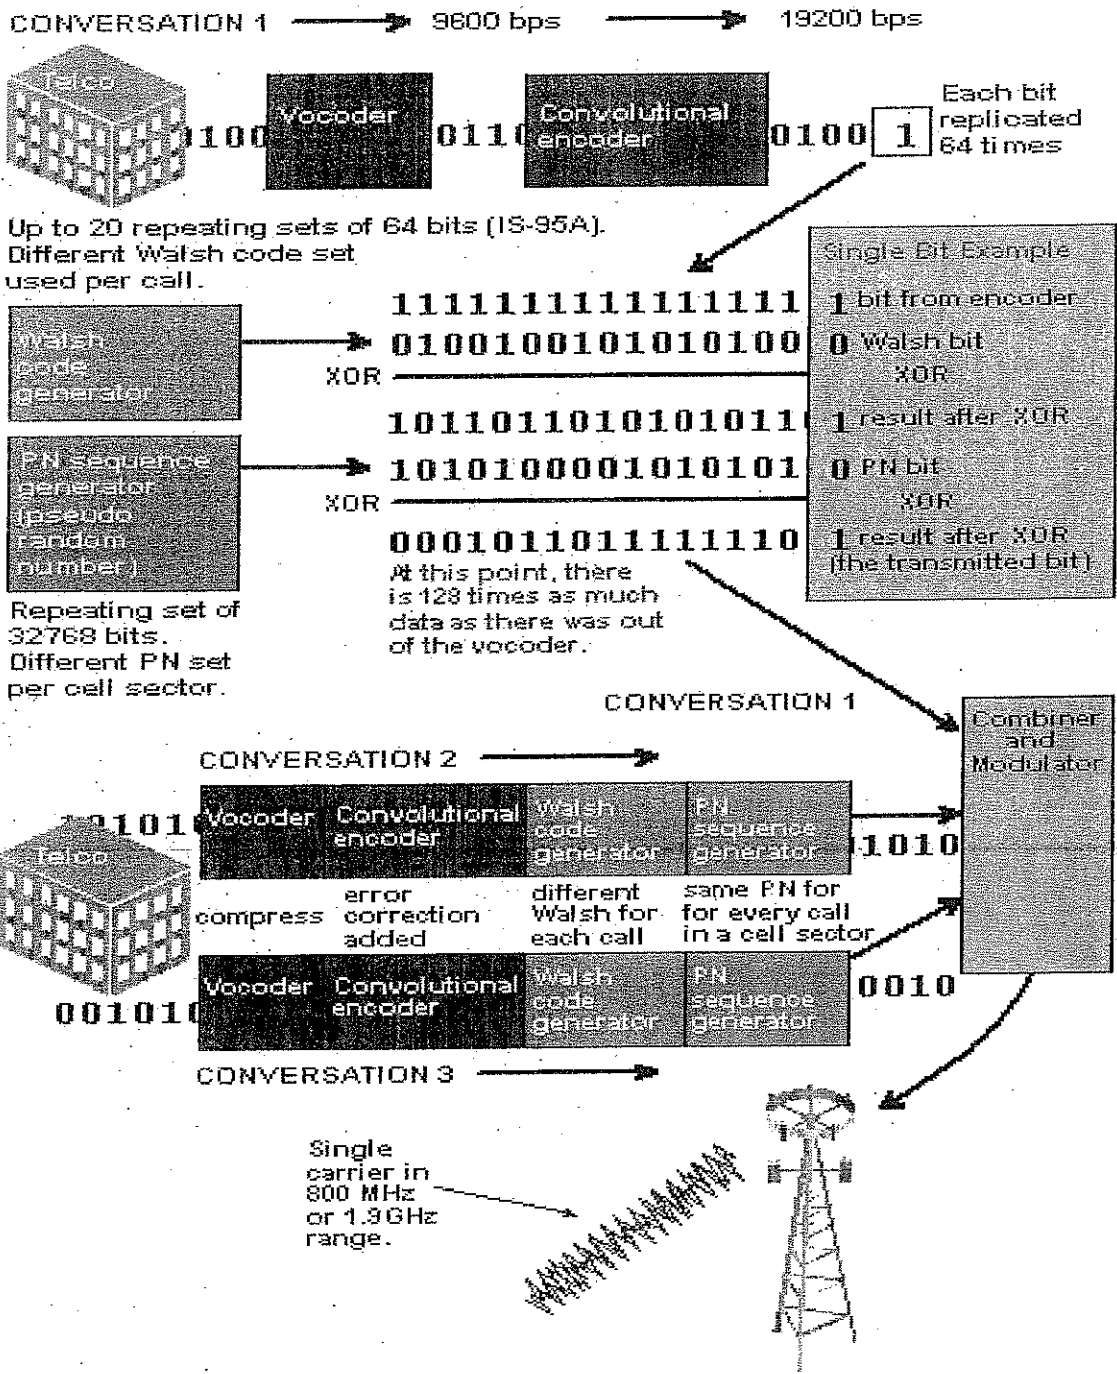 CONVERSATION 1 9600 bps 19200 bps
Telco
0100
Vocoder
0110
Convolutional
encoder
0100 1
Each bit
replicated
64 times
Up to 20 repeating sets of 64 bits (IS-95A).
Different Walsh code set
used per call.
Single Bit Example
1111111111111111 1 bit from encoder
Walsh
code
generator
0100100101010100 0 Walsh bit
XOR XOR
1011011010101011 1 result after XOR
PN sequence
generator
(pseudo
random
number)
1010100001010101 0 PN bit
XOR XOR
0001011011111110 1 result after XOR
(the transmitted bit)
At this point, there
is 128 times as much
data as there was out
of the vocoder.
Repeating set of
32768 bits.
Different PN set
per cell sector.
CONVERSATION 1
Combiner
and
Modulator
CONVERSATION 2
01010
Vocoder
Convolutional
encoder
Walsh
code
generator
PN
sequence
generator
1010
Telco
compress
error
correction
added
different
Walsh for
each call
same PN for
for every call
in a cell sector
001010
Vocoder
Convolutional
encoder
Walsh
code
generator
PN
sequence
generator
0010
CONVERSATION 3
Single
carrier in
800 MHz
or 1.9GHz
range.